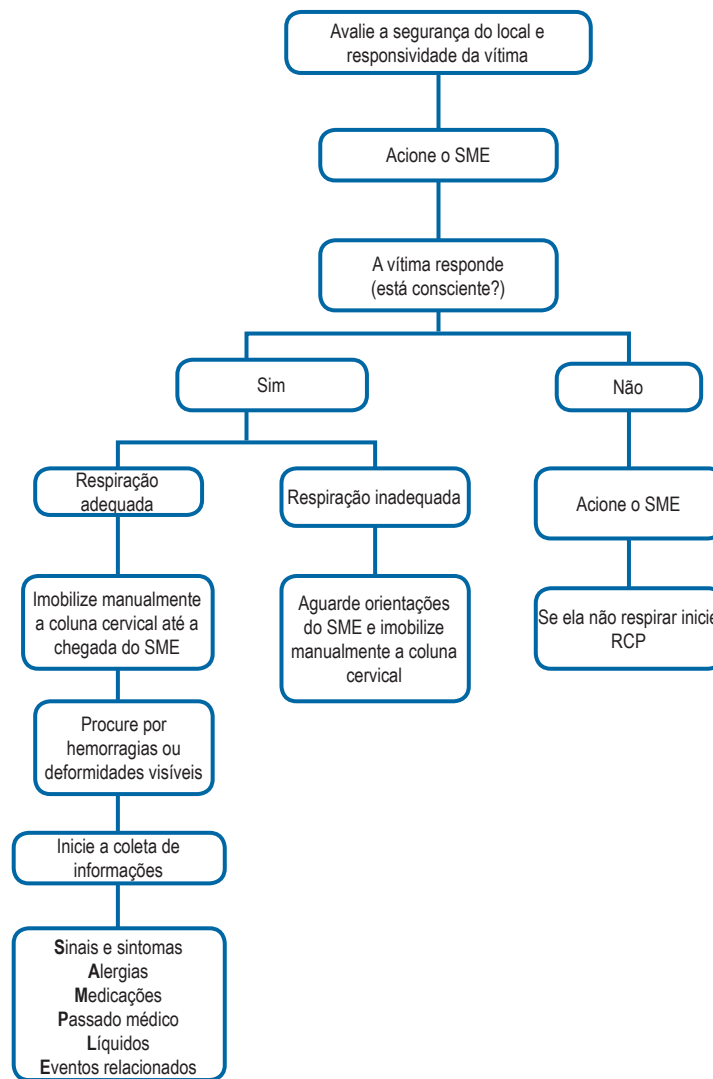 Avalie a segurança do local e
responsividade da vítima
Acione o SME
A vítima responde
(está consciente?)
Sim
Não
Respiração
adequada
Respiração inadequada
Acione o SME
Imobilize manualmente
a coluna cervical até a
chegada do SME
Aguarde orientações
do SME e imobilize
manualmente a coluna
cervical
Se ela não respirar inicie
RCP
Procure por
hemorragias ou
deformidades visíveis
Inicie a coleta de
informações
Sinais e sintomas
Alergias
Medicações
Passado médico
Líquidos
Eventos relacionados